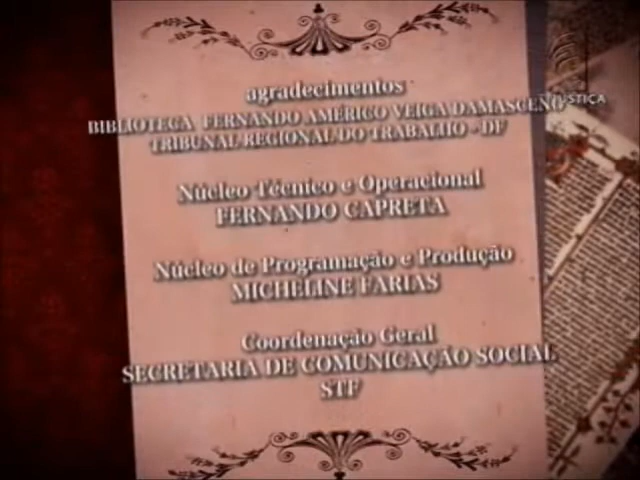 agradecimentos
BIBLIOTECA FERNANDO AMÉRICO VEIGA DAMASCENO
TRIBUNAL REGIONAL DO TRABALHO - DF
Núcleo Técnico e Operacional
FERNANDO CAPRETA
Núcleo de Programação e Produção
MICHELINE FARIAS
Coordenação Geral
SECRETARIA DE COMUNICAÇÃO SOCIAL
STF